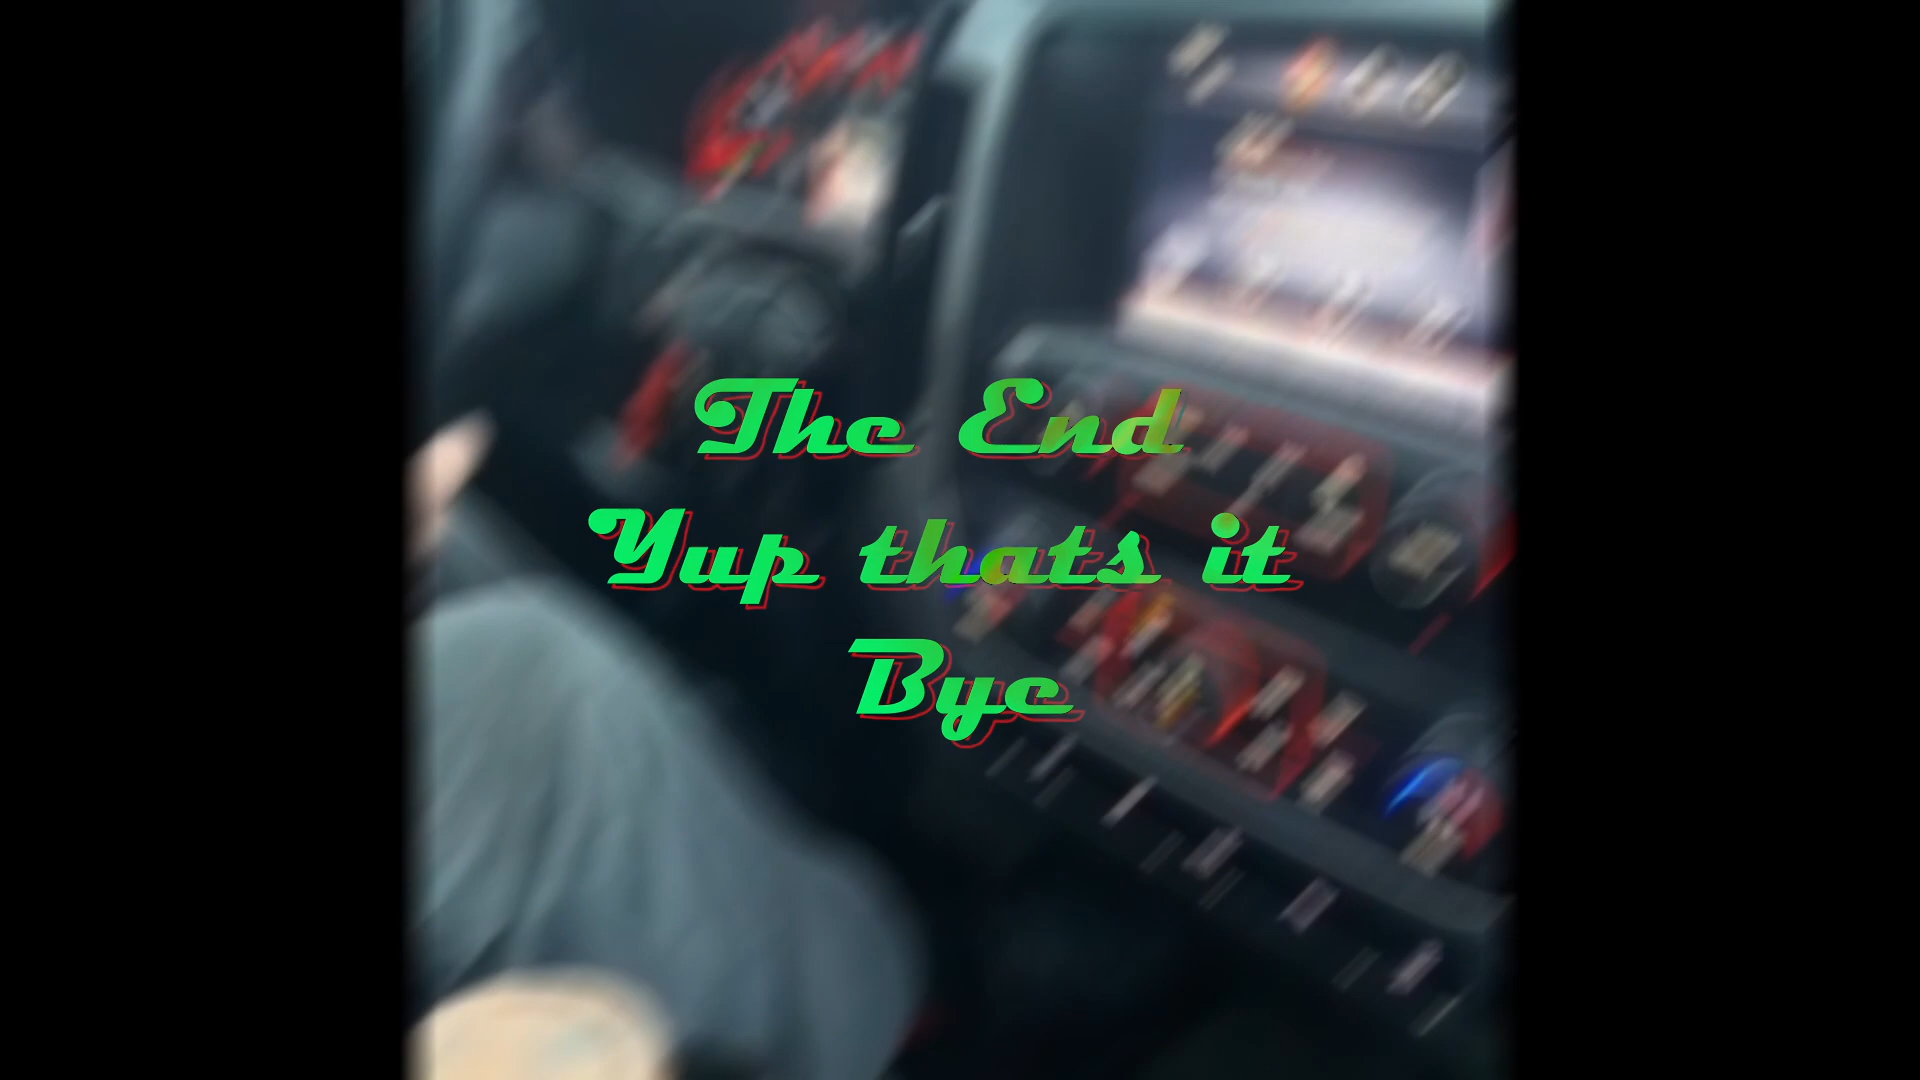 The End
Yup thats it
Bye